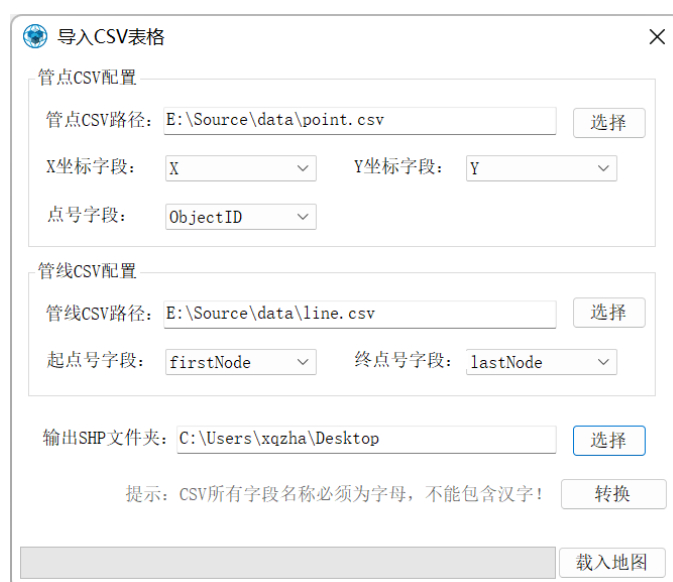 导入CSV表格
管点CSV配置
管点CSV路径: E:\Source\data\point.csv 选择
X坐标字段: X Y坐标字段: Y
点号字段: ObjectID
管线CSV配置
管线CSV路径: E:\Source\data\line.csv 选择
起点号字段: firstNode 终点号字段: lastNode
输出SHP文件夹: C:\Users\xqzha\Desktop 选择
提示: CSV所有字段名称必须为字母,不能包含汉字! 转换
载入地图